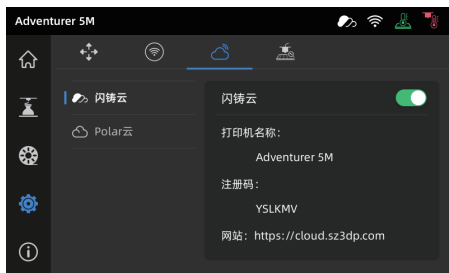 Adventurer 5M
闪铸云
Polar云
闪铸云
打印机名称：
Adventurer 5M
注册码：
YSLKMV
网站：https://cloud.sz3dp.com